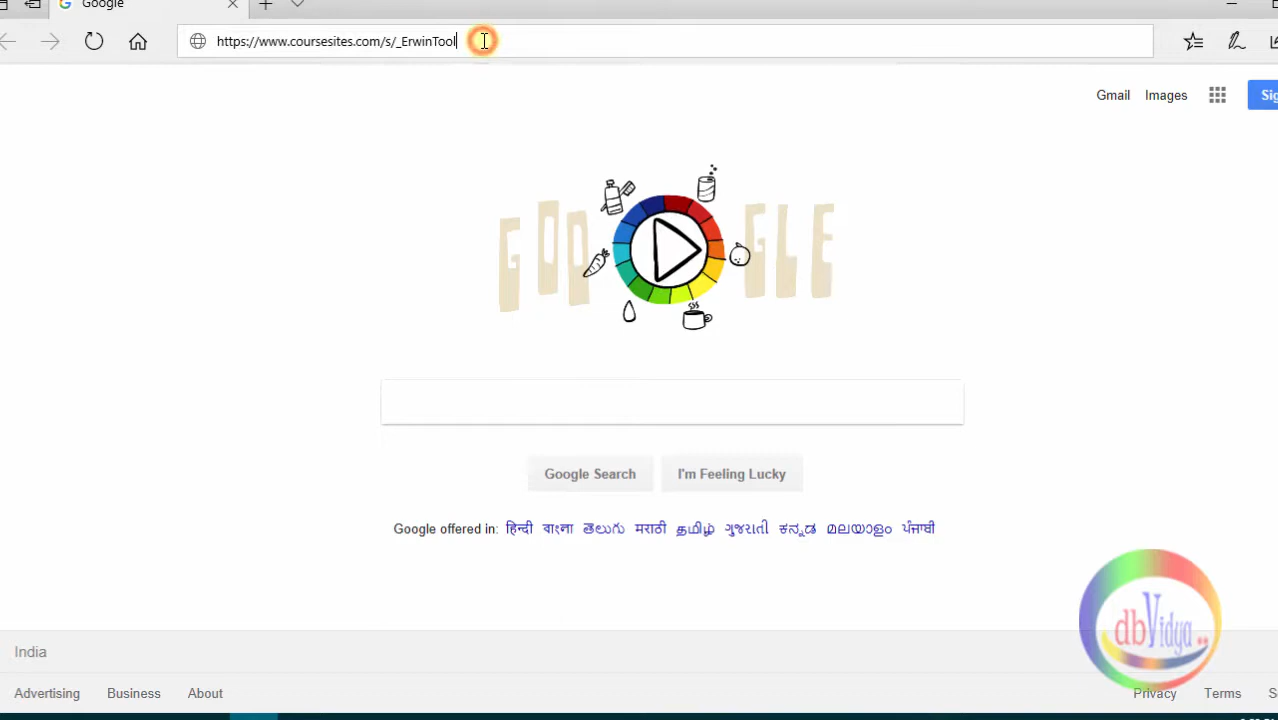 Google
https://www.coursesites.com/s/_ErwinTool
Gmail Images
GOOGLE
Google Search I'm Feeling Lucky
Google offered in: हिन्दी বাংলা తెలుగు मराठी தமிழ் ગુજરાતી ಕನ್ನಡ മലയാളം ਪੰਜਾਬੀ
dbVidya
India
Advertising Business About Privacy Terms